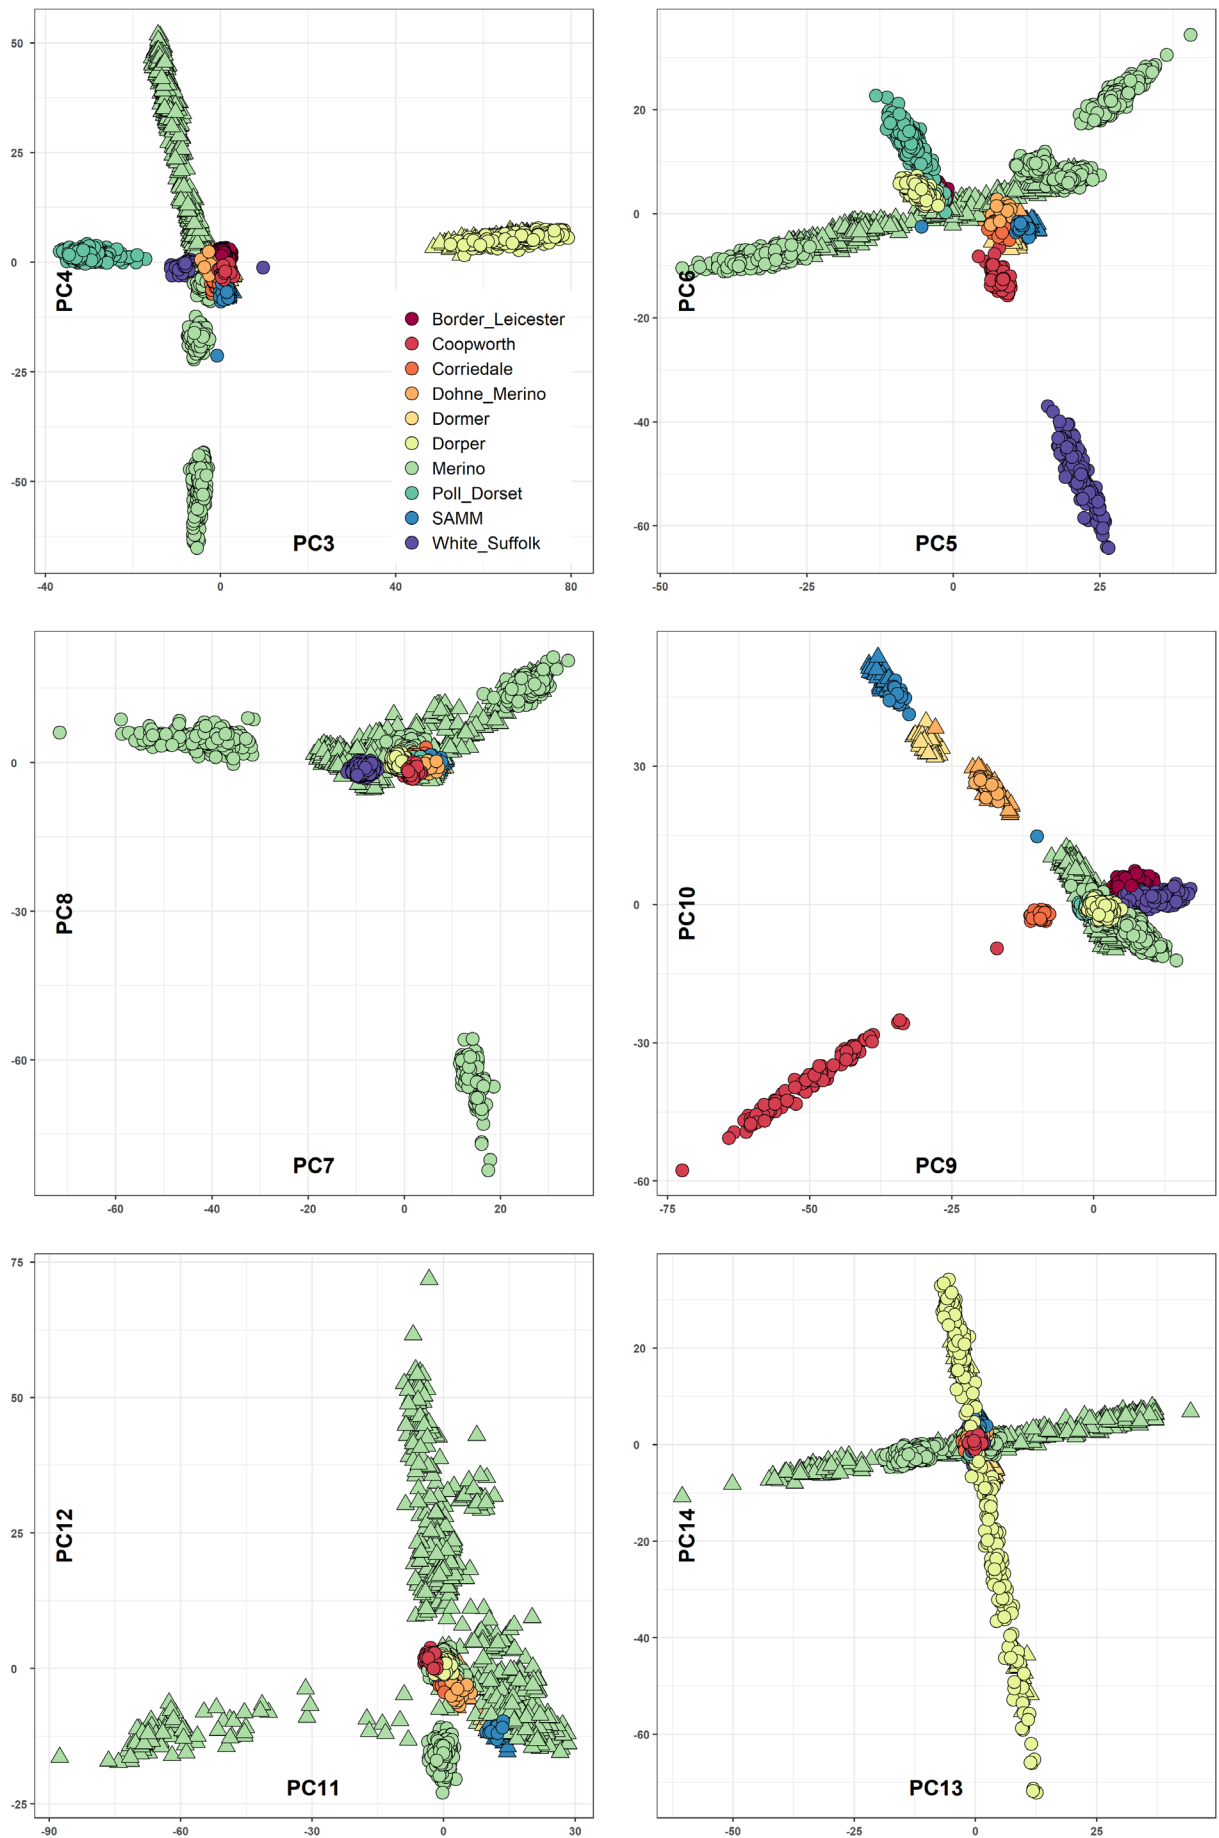 50
25
0
-25
-50
PC4
-40
0
40
80
PC3
Border_Leicester
Coopworth
Corriedale
Dohne_Merino
Dormer
Dorper
Merino
Poll_Dorset
SAMM
White_Suffolk
20
0
-20
-40
-60
PC6
-50
-25
0
25
PC5
0
-30
-60
PC8
-60
-40
-20
0
20
PC7
30
0
-30
-60
PC10
-75
-50
-25
0
PC9
75
50
25
0
-25
PC12
-90
-60
-30
0
30
PC11
20
0
-20
-40
-60
PC14
-50
-25
0
25
PC13